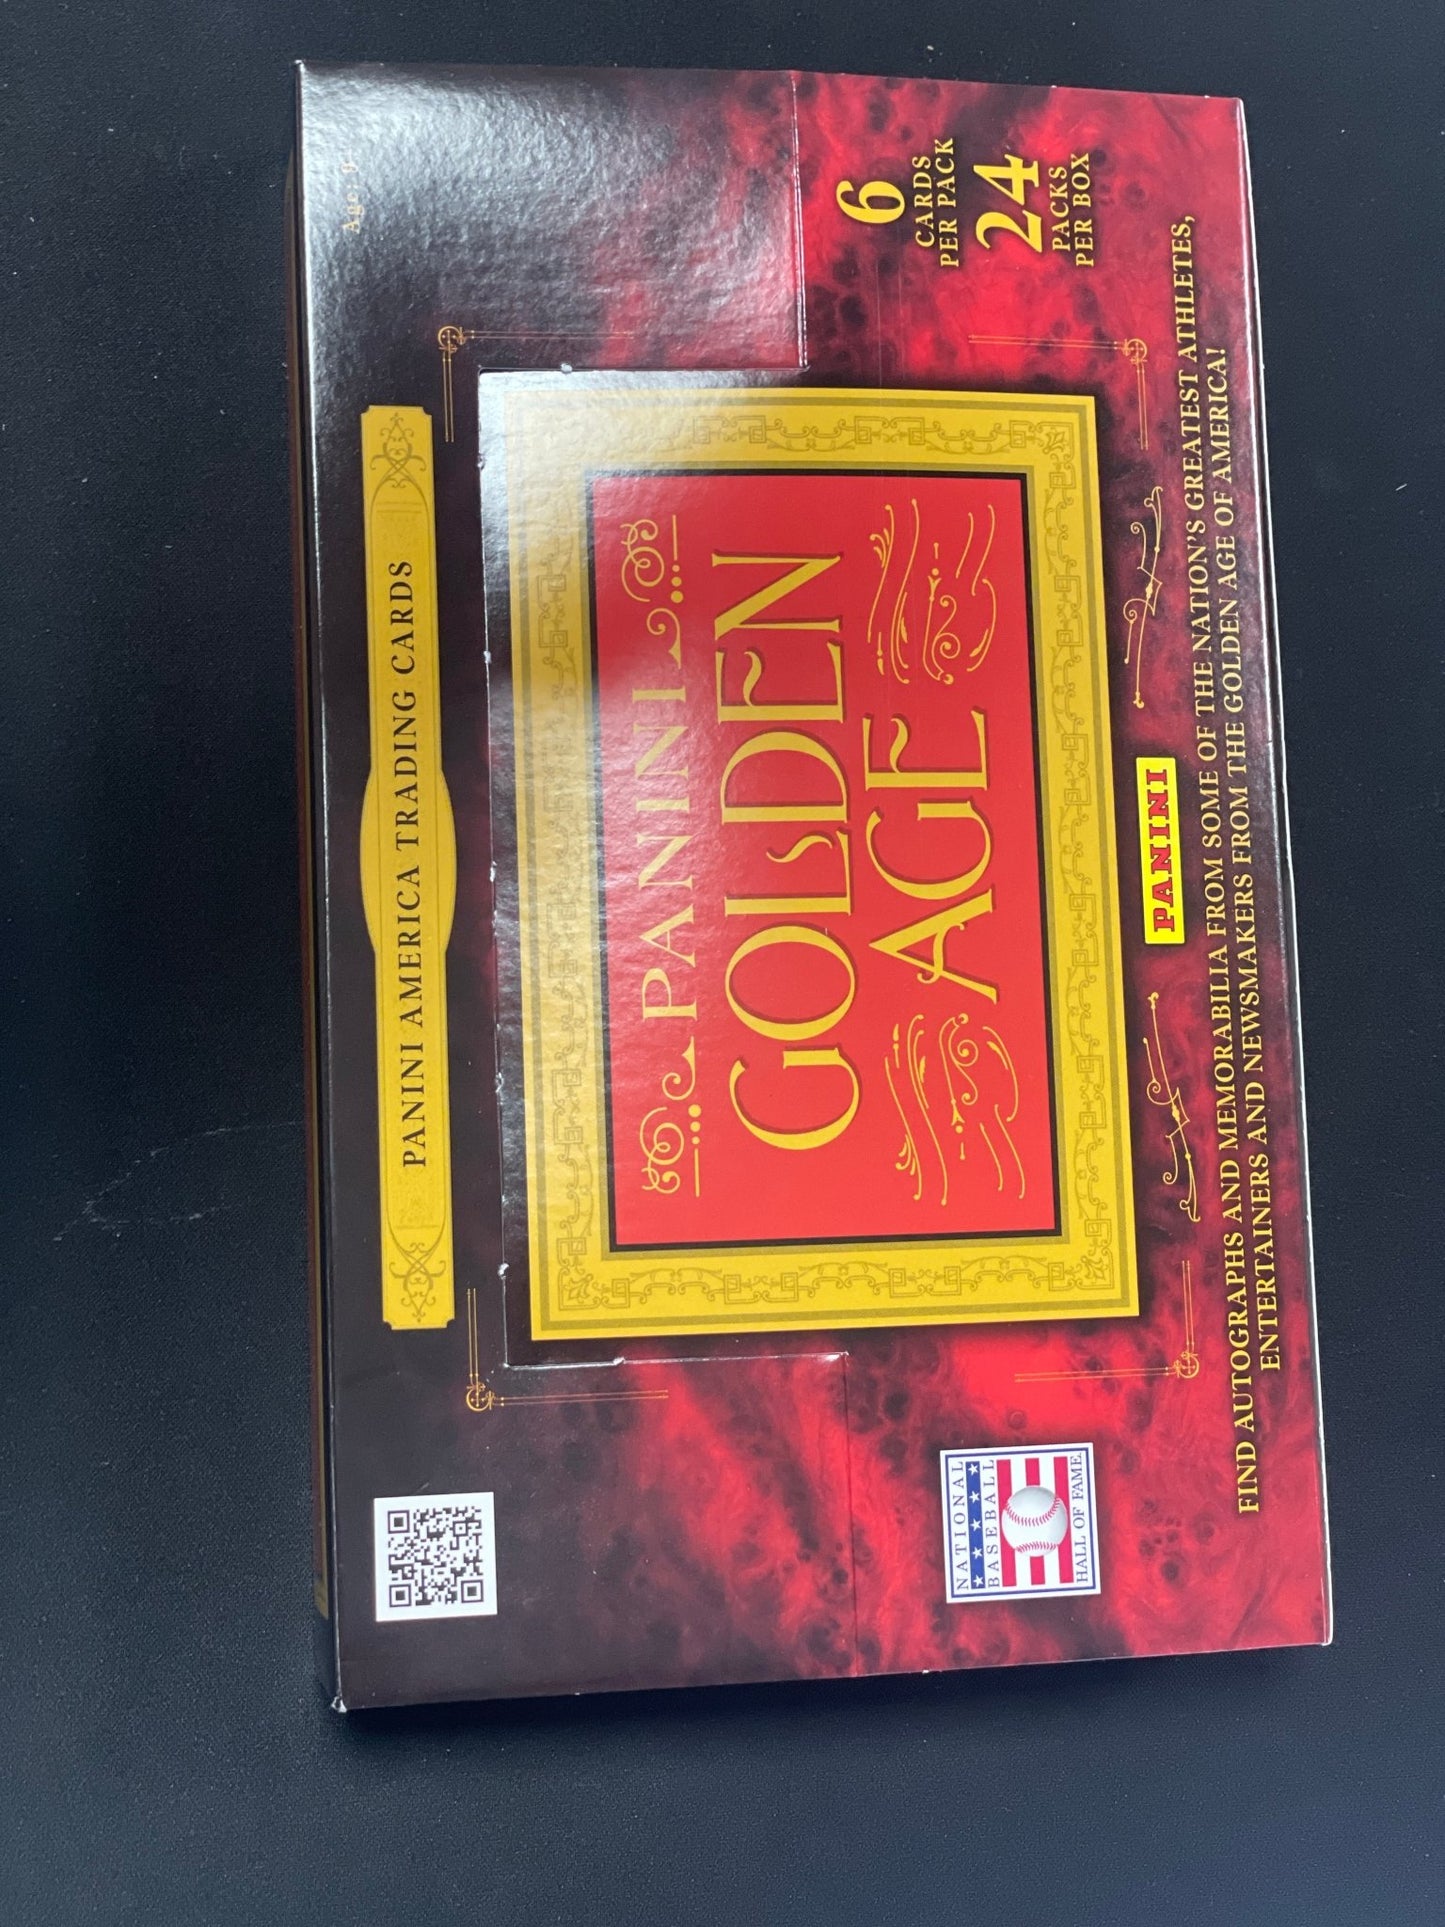 Age: 9+
PANINI AMERICA TRADING CARDS
PANINI
GOLDEN
AGE
6
CARDS
PER PACK
24
PACKS
PER BOX
NATIONAL
BASEBALL
HALL OF FAME
PANINI
FIND AUTOGRAPHS AND MEMORABILIA FROM SOME OF THE NATION'S GREATEST ATHLETES,
ENTERTAINERS AND NEWSMAKERS FROM THE GOLDEN AGE OF AMERICA!